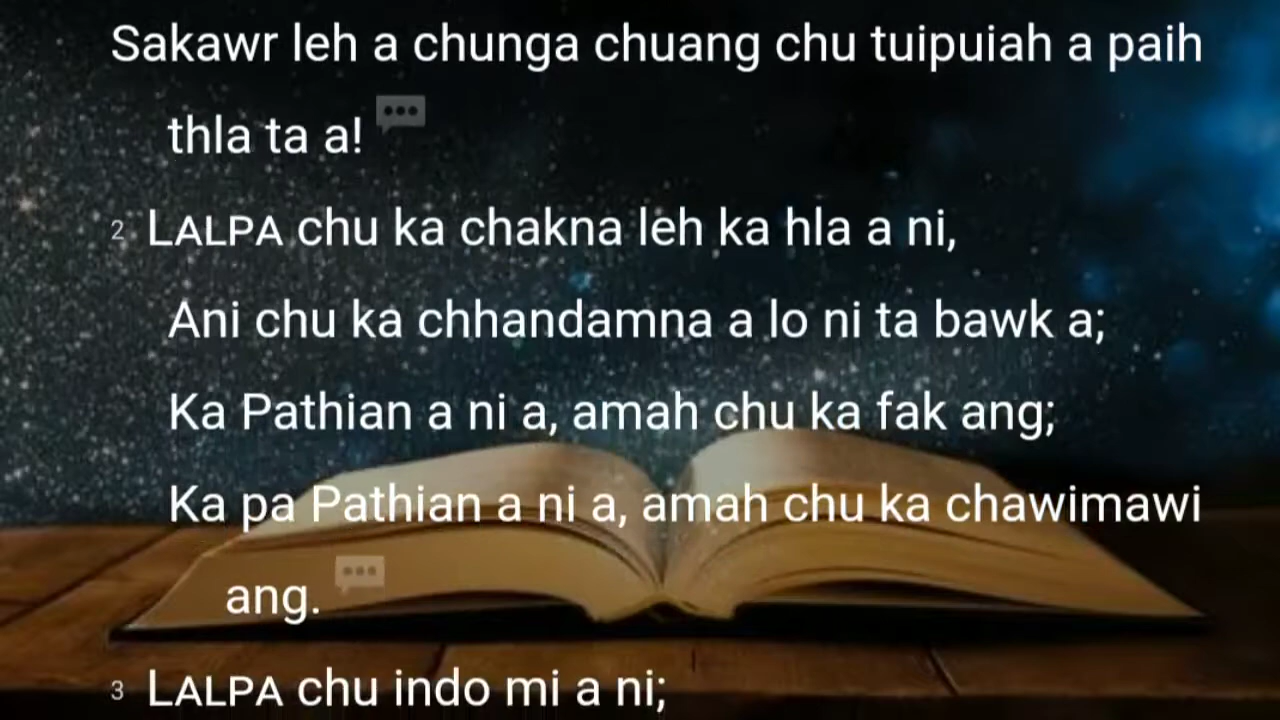 Sakawr leh a chunga chuang chu tuipuiah a paih
thla ta a!
2 LALPA chu ka chakna leh ka hla a ni,
Ani chu ka chhandamna a lo ni ta bawk a;
Ka Pathian a ni a, amah chu ka fak ang;
Ka pa Pathian a ni a, amah chu ka chawimawi
ang.
3 LALPA chu indo mi a ni;